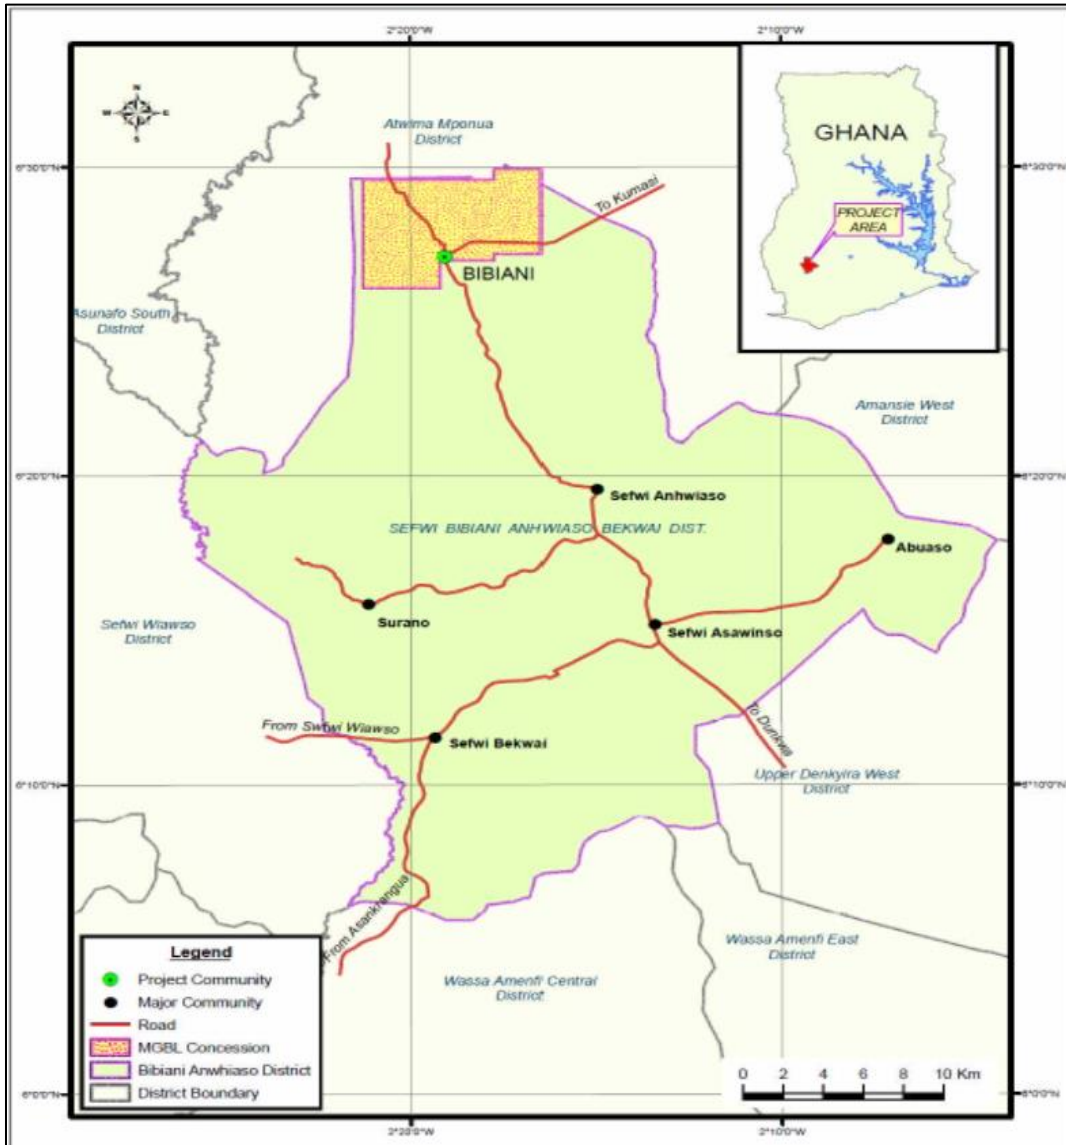 2°20'0"W
2°10'0"W
N
W
E
S
Atwima Mponua
District
GHANA
PROJECT
AREA
6°30'0"N
6°30'0"N
To Kumasi
BIBIANI
Asunafo South
District
Amansie West
District
6°20'0"N
6°20'0"N
Sefwi Anhwiaso
SEFWI BIBIANI ANHWIASO BEKWAI DIST.
Abuaso
Surano
Sefwi Asawinso
Sefwi Wiawso
District
From Swfwi Wiawso
Sefwi Bekwai
To Dunkwa
Upper Denkyira West
District
6°10'0"N
6°10'0"N
From Asankrangua
Wassa Amenfi East
District
Wassa Amenfi Central
District
Legend
Project Community
Major Community
Road
MGBL Concession
Bibiani Anwhiaso District
District Boundary
0 2 4 6 8 10 Km
6°0'0"N
6°0'0"N
2°20'0"W
2°10'0"W